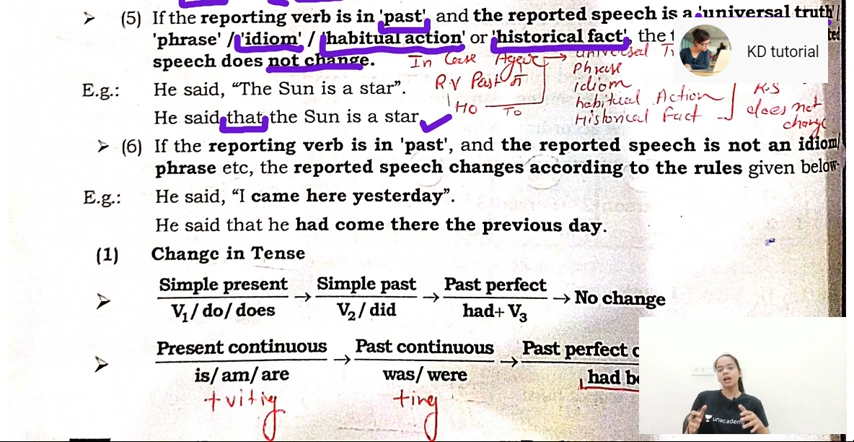 (5) If the reporting verb is in 'past', and the reported speech is a 'universal truth'/
'phrase' / 'idiom' / 'habitual action' or 'historical fact', the
speech does not change.
In Case
R.V Past
universal
Phrase
idiom
habitual Action
Historical Fact
R.S
does not
change
KD tutorial
E.g.: He said, “The Sun is a star”.
He said that the Sun is a star
(6) If the reporting verb is in 'past', and the reported speech is not an idiom/
phrase etc, the reported speech changes according to the rules given below-
E.g.: He said, “I came here yesterday”.
He said that he had come there the previous day.
(1) Change in Tense
Simple present → Simple past → Past perfect → No change
V₁/ do/ does V₂/ did had+ V₃
Present continuous → Past continuous → Past perfect
is/ am/ are was/ were had
+ ving
+ing
unacademy